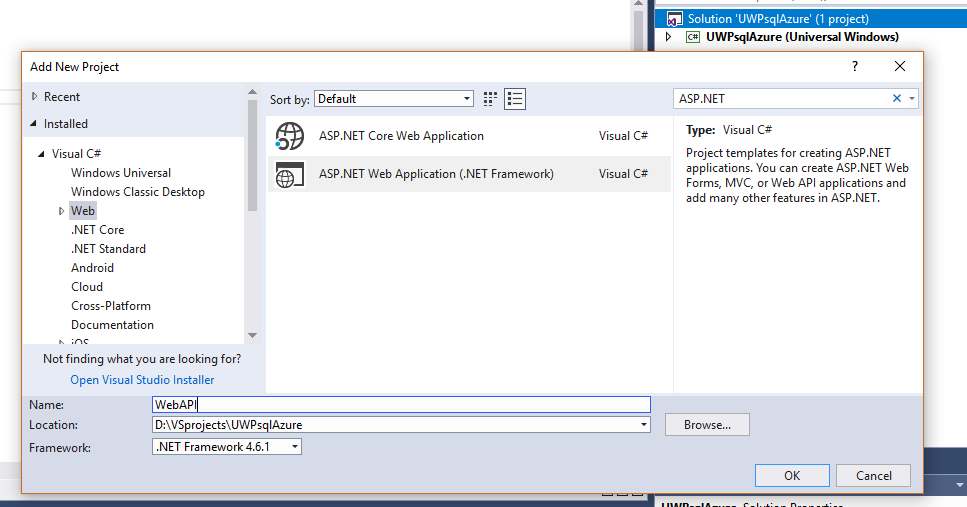 Solution 'UWPsqlAzure' (1 project)
C# UWPsqlAzure (Universal Windows)
Add New Project
?
Recent
Installed
Visual C#
Windows Universal
Windows Classic Desktop
Web
.NET Core
.NET Standard
Android
Cloud
Cross-Platform
Documentation
iOS
Not finding what you are looking for?
Open Visual Studio Installer
Sort by: Default
ASP.NET Core Web Application Visual C#
ASP.NET Web Application (.NET Framework) Visual C#
ASP.NET
Type: Visual C#
Project templates for creating ASP.NET
applications. You can create ASP.NET Web
Forms, MVC, or Web API applications and
add many other features in ASP.NET.
Name: WebAPI
Location: D:\VSprojects\UWPsqlAzure
Browse...
Framework: .NET Framework 4.6.1
OK
Cancel
UWPsqlAzure Solution Properties